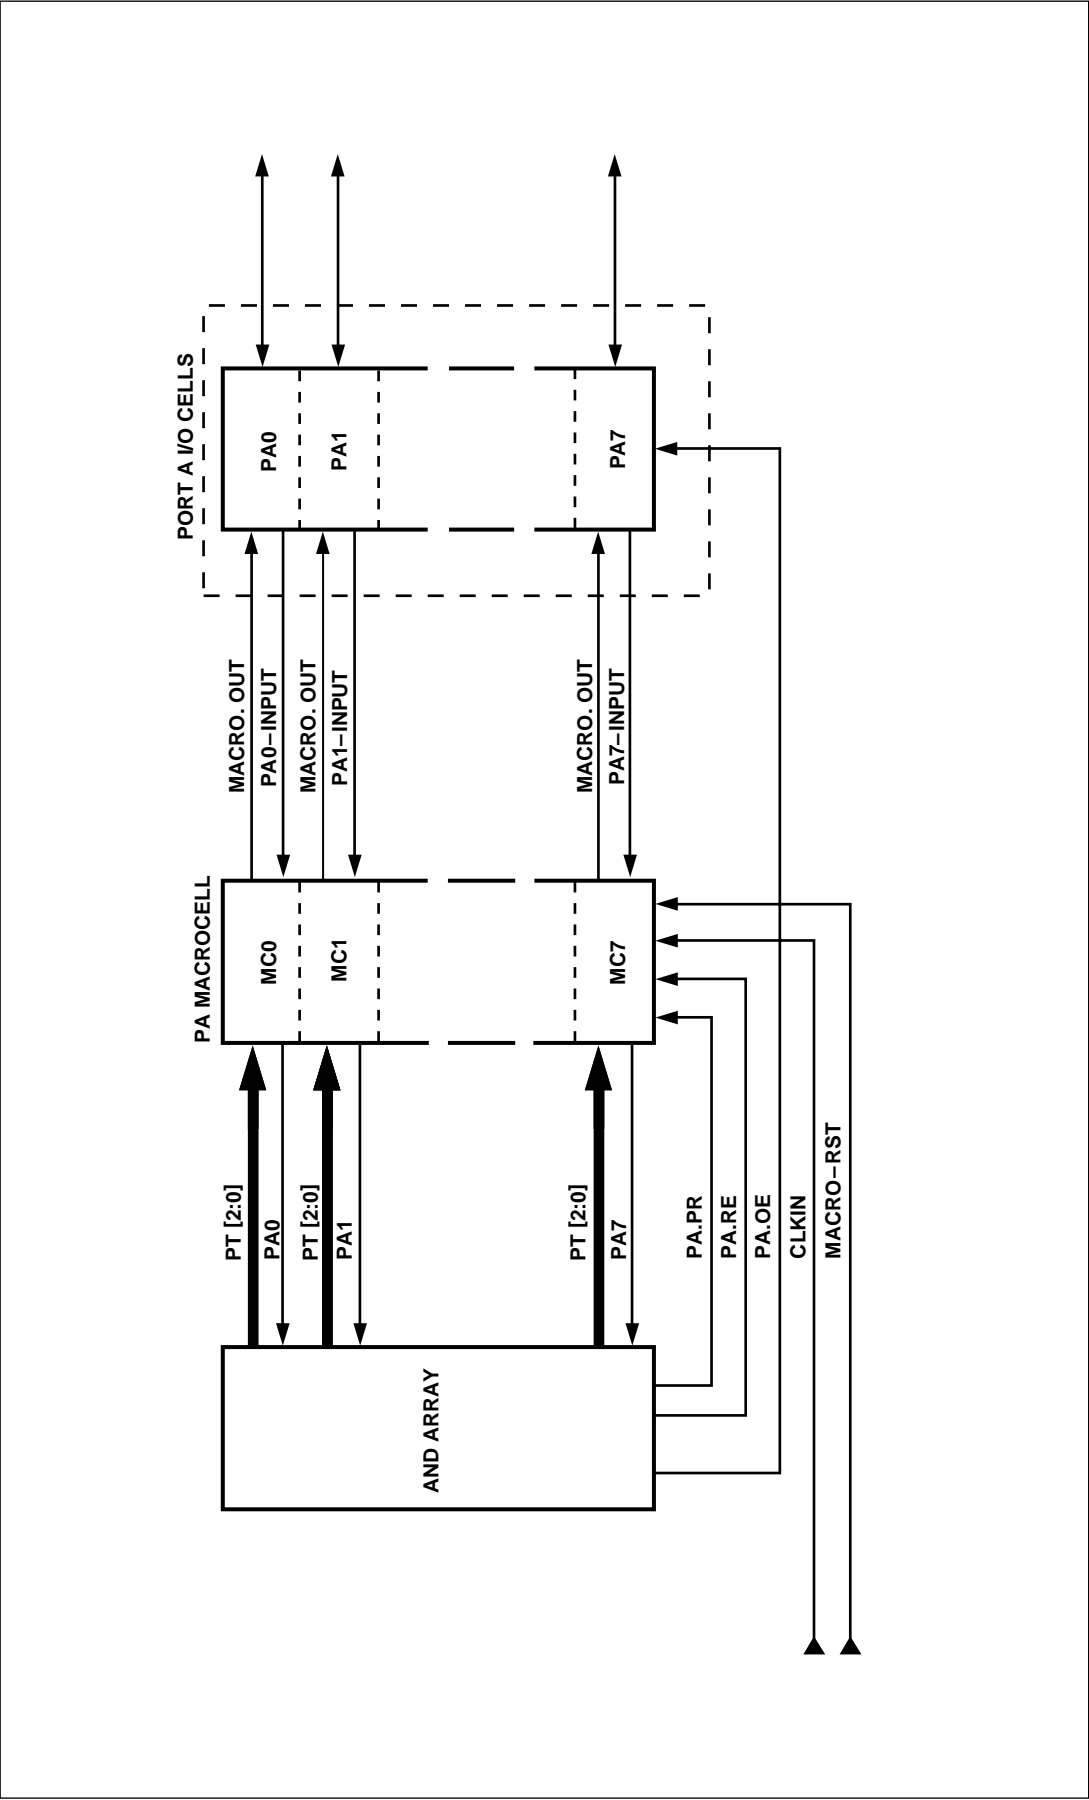 PA MACROCELL
PORT A I/O CELLS
PT [2:0]
MC0
MACRO. OUT
PA0
PA0
PA0–INPUT
PT [2:0]
MC1
MACRO. OUT
PA1
PA1
PA1–INPUT
AND ARRAY
PT [2:0]
MC7
MACRO. OUT
PA7
PA7
PA7–INPUT
PA.PR
PA.RE
PA.OE
CLKIN
MACRO–RST